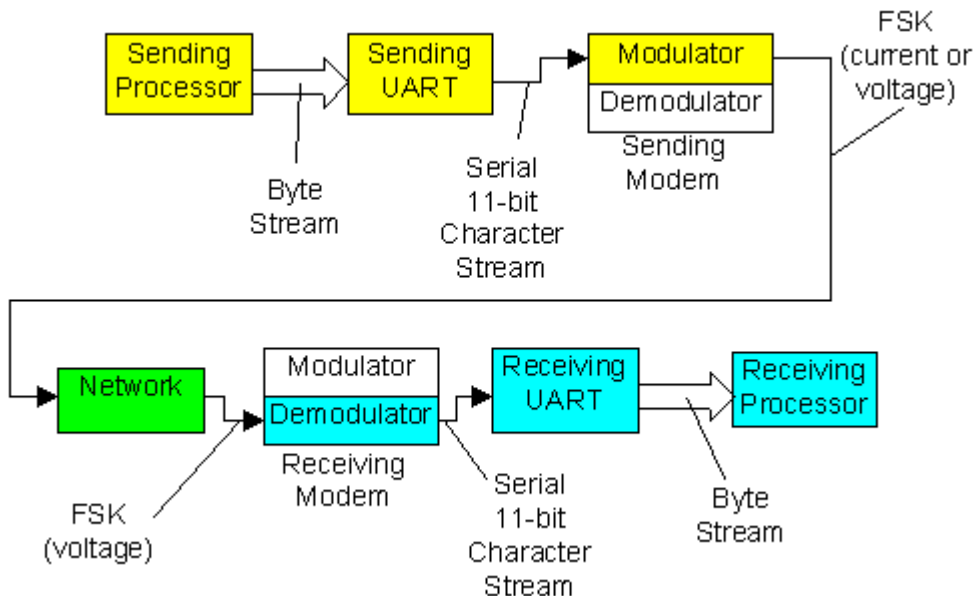 Sending
Processor
Sending
UART
Modulator
Demodulator
Sending
Modem
FSK
(current or
voltage)
Byte
Stream
Serial
11-bit
Character
Stream
Network
Modulator
Demodulator
Receiving
Modem
Receiving
UART
Receiving
Processor
FSK
(voltage)
Serial
11-bit
Character
Stream
Byte
Stream